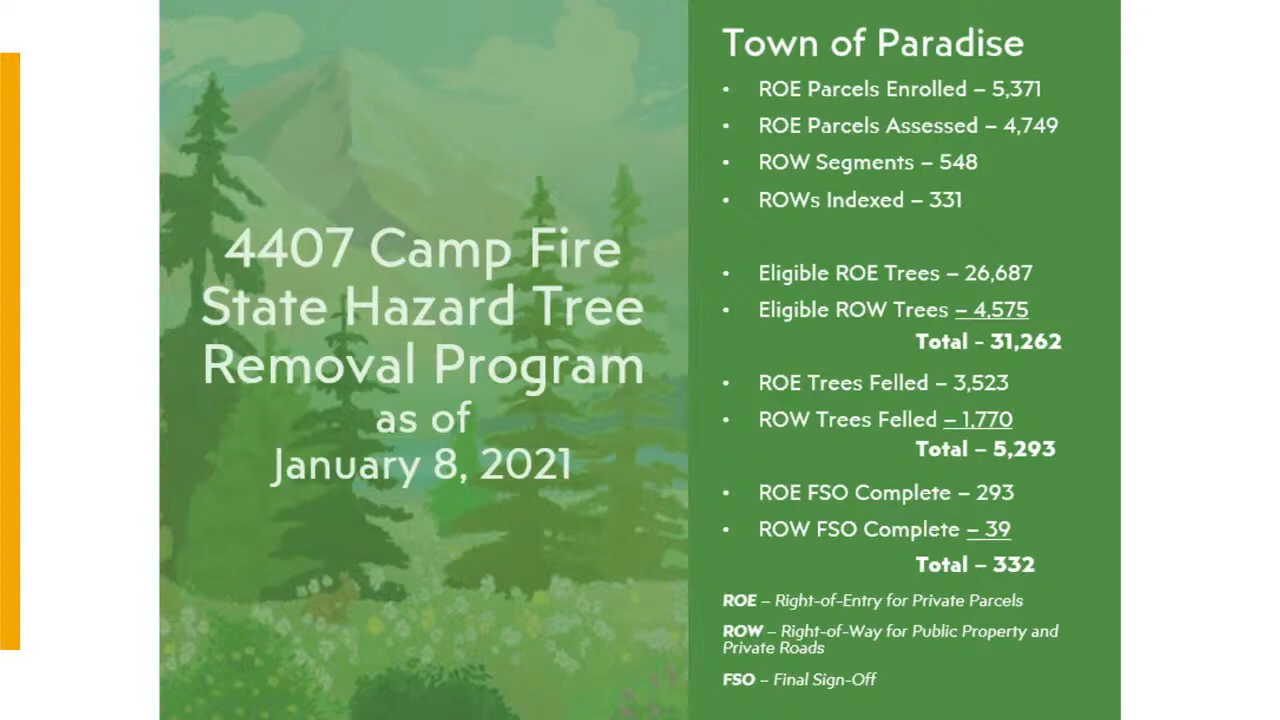 4407 Camp Fire
State Hazard Tree
Removal Program
as of
January 8, 2021
Town of Paradise
• ROE Parcels Enrolled – 5,371
• ROE Parcels Assessed – 4,749
• ROW Segments – 548
• ROWs Indexed – 331
• Eligible ROE Trees – 26,687
• Eligible ROW Trees – 4,575
Total - 31,262
• ROE Trees Felled – 3,523
• ROW Trees Felled – 1,770
Total – 5,293
• ROE FSO Complete – 293
• ROW FSO Complete – 39
Total – 332
ROE – Right-of-Entry for Private Parcels
ROW – Right-of-Way for Public Property and
Private Roads
FSO – Final Sign-Off